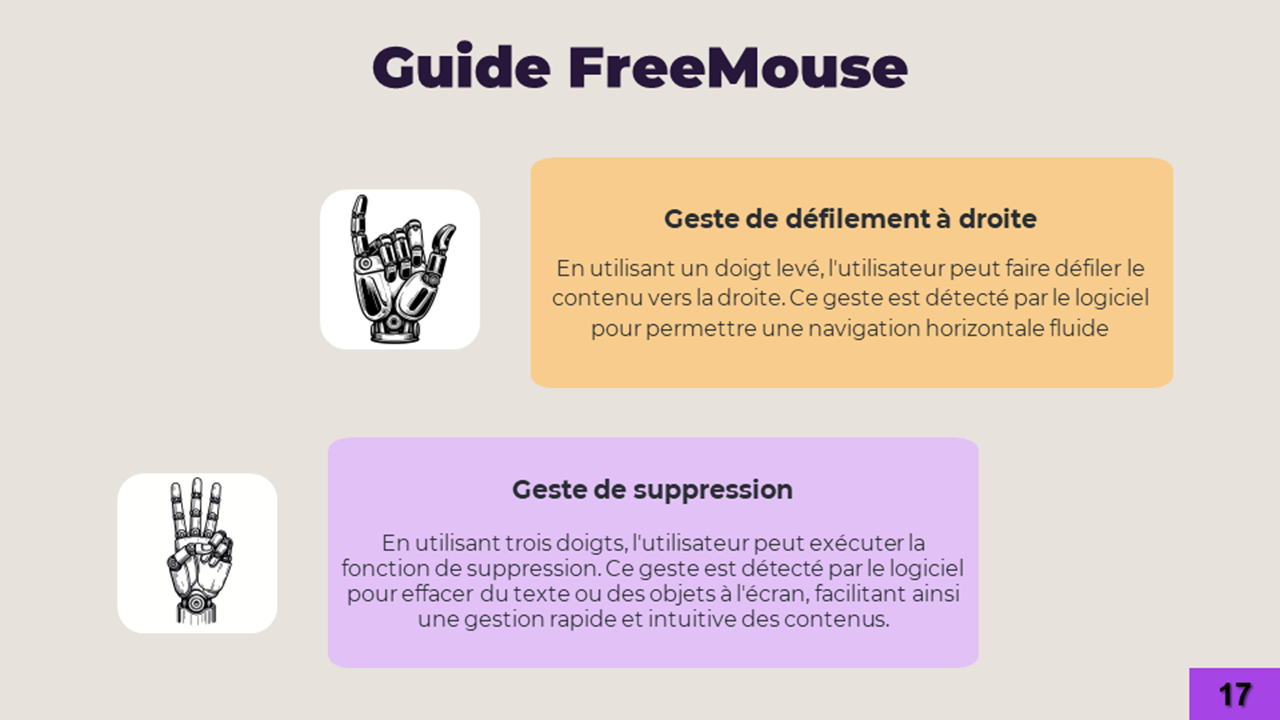 Guide FreeMouse
Geste de défilement à droite
En utilisant un doigt levé, l'utilisateur peut faire défiler le
contenu vers la droite. Ce geste est détecté par le logiciel
pour permettre une navigation horizontale fluide
Geste de suppression
En utilisant trois doigts, l'utilisateur peut exécuter la
fonction de suppression. Ce geste est détecté par le logiciel
pour effacer du texte ou des objets à l'écran, facilitant ainsi
une gestion rapide et intuitive des contenus.
17